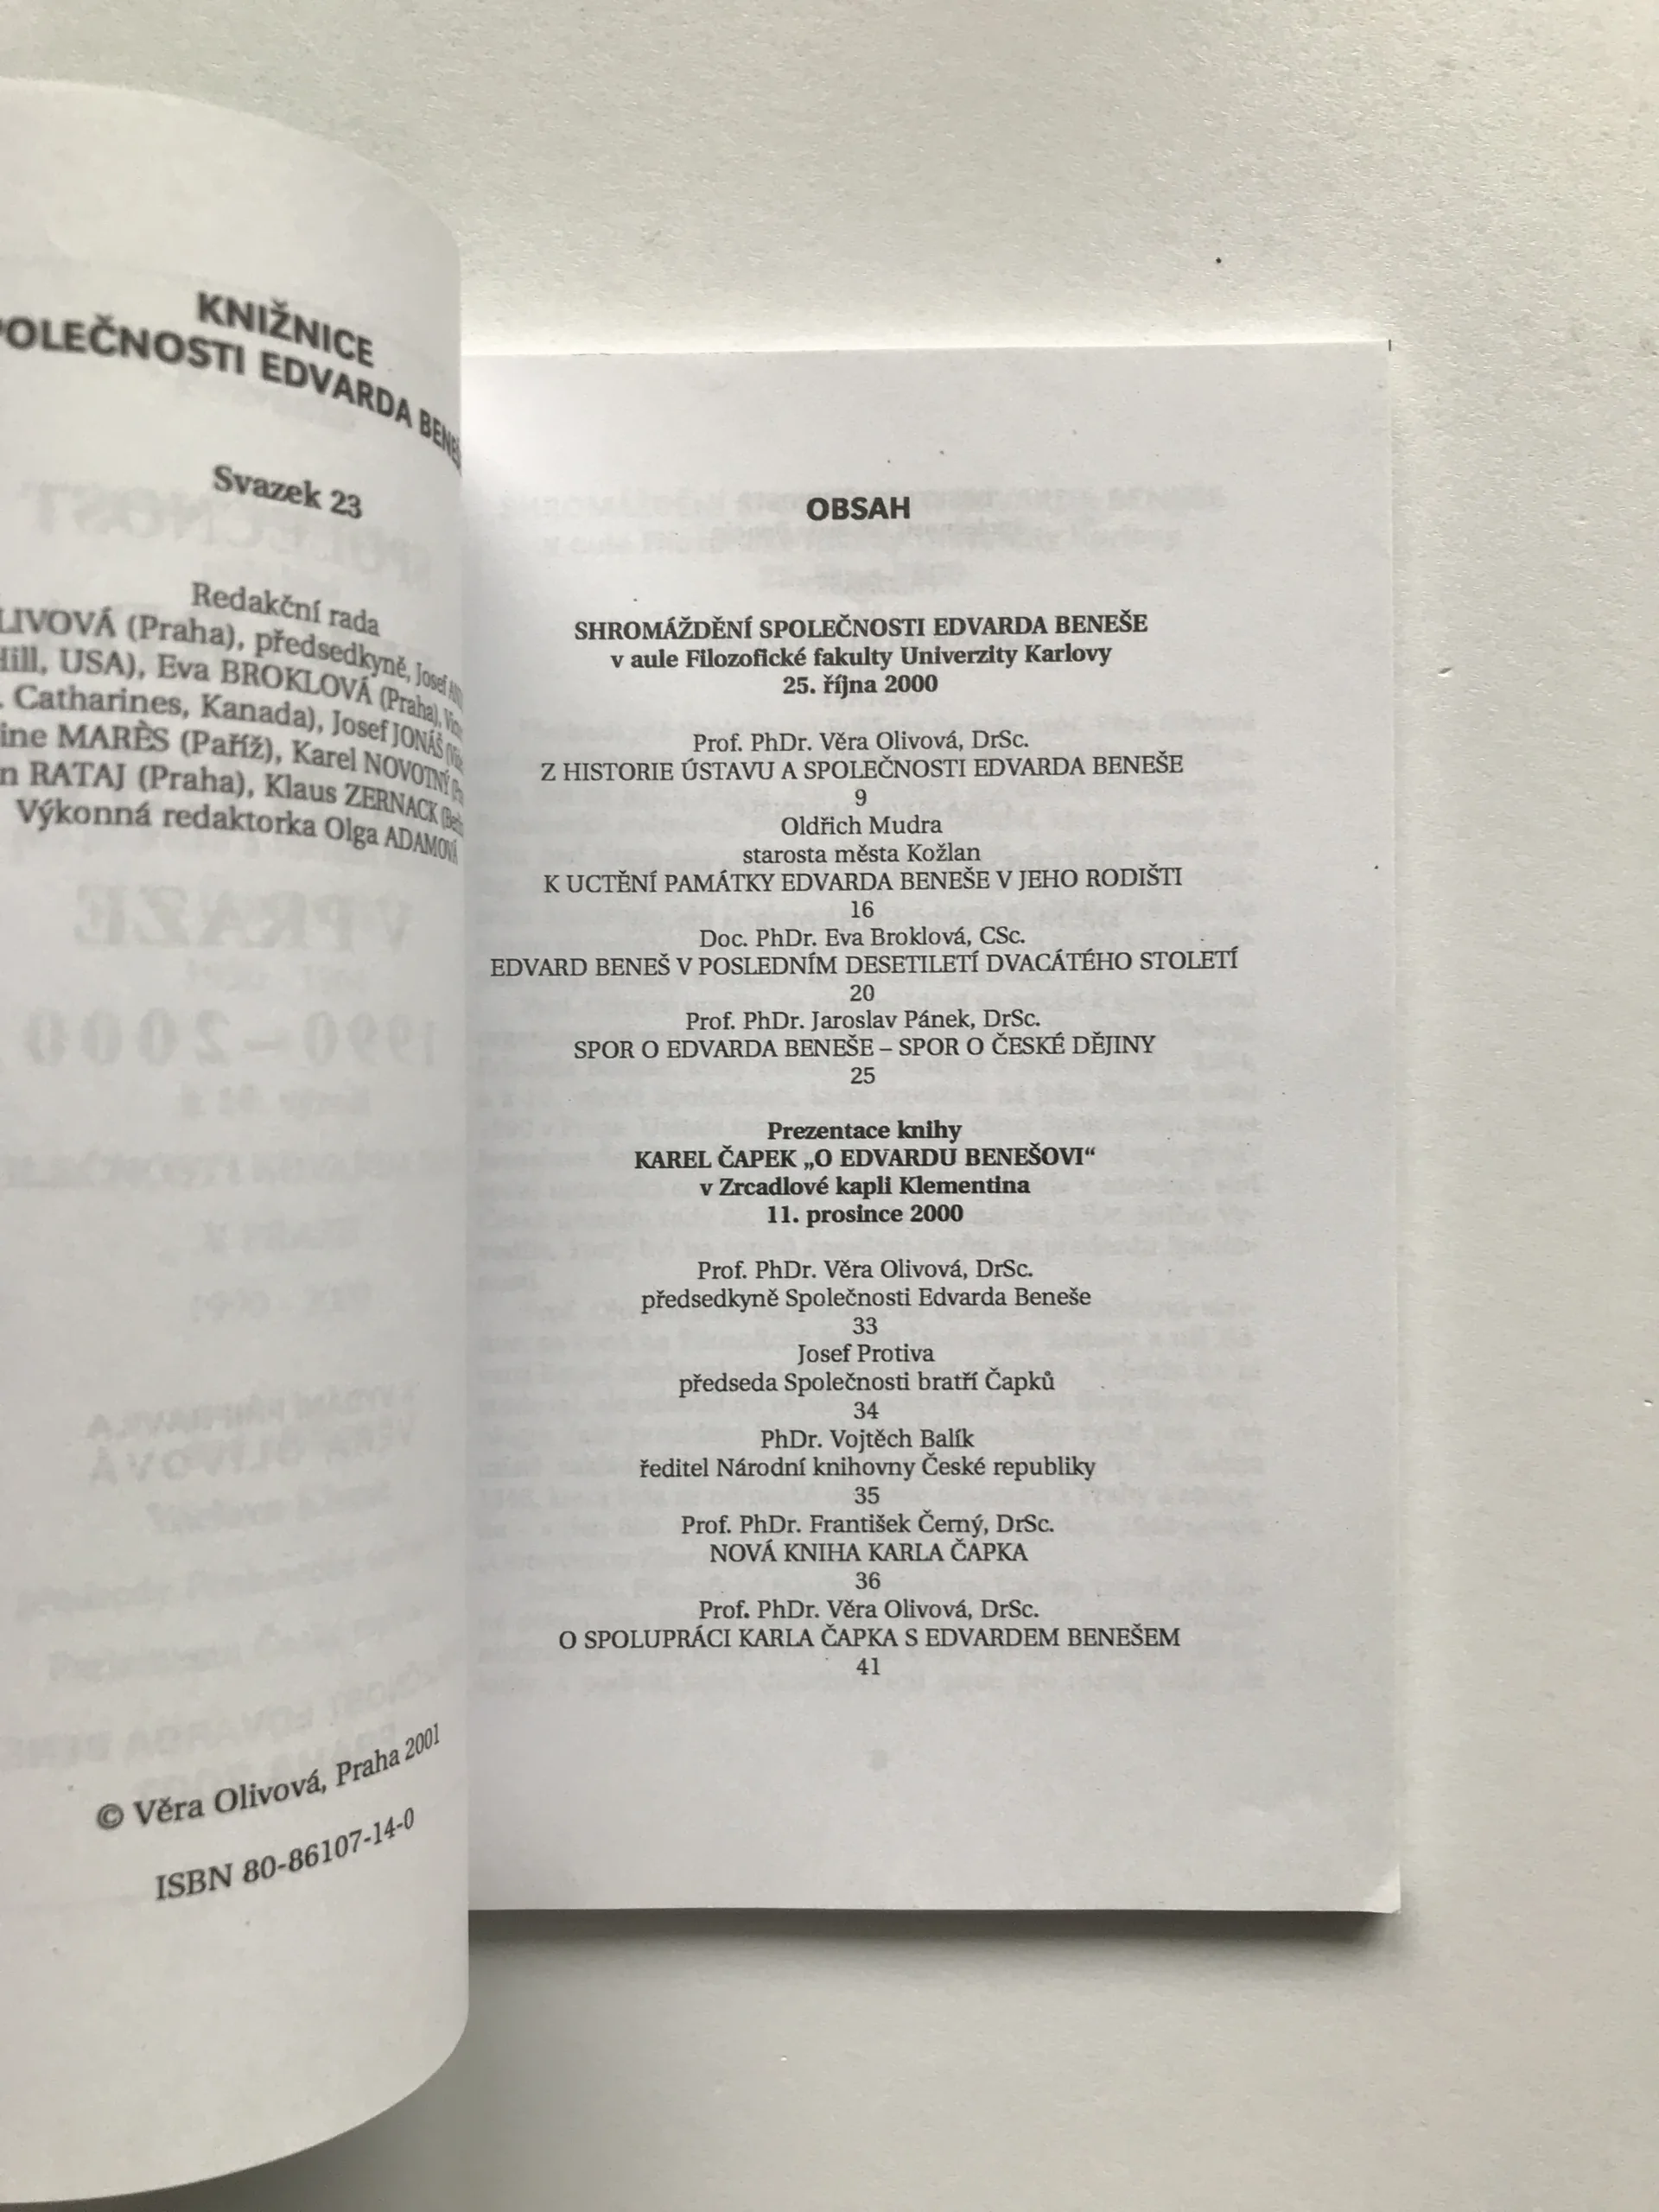 KNIŽNICE
POLEČNOSTI EDVARDA BENEŠ
Svazek 23
Redakční rada
LIVOVÁ (Praha), předsedkyně, Josef
Hill, USA), Eva BROKLOVÁ (Praha),
. Catharines, Kanada), Josef JONÁŠ
ine MARÈS (Paříž), Karel NOVOTNÝ
n RATAJ (Praha), Klaus ZERNACK
Výkonná redaktorka Olga ADAMOVÁ
© Věra Olivová, Praha 2001
ISBN 80-86107-14-0
OBSAH
SHROMÁŽDĚNÍ SPOLEČNOSTI EDVARDA BENEŠE
v aule Filozofické fakulty Univerzity Karlovy
25. října 2000
Prof. PhDr. Věra Olivová, DrSc.
Z HISTORIE ÚSTAVU A SPOLEČNOSTI EDVARDA BENEŠE
9
Oldřich Mudra
starosta města Kožlan
K UCTĚNÍ PAMÁTKY EDVARDA BENEŠE V JEHO RODIŠTI
16
Doc. PhDr. Eva Broklová, CSc.
EDVARD BENEŠ V POSLEDNÍM DESETILETÍ DVACÁTÉHO STOLETÍ
20
Prof. PhDr. Jaroslav Pánek, DrSc.
SPOR O EDVARDA BENEŠE – SPOR O ČESKÉ DĚJINY
25
Prezentace knihy
KAREL ČAPEK „O EDVARDU BENEŠOVI“
v Zrcadlové kapli Klementina
11. prosince 2000
Prof. PhDr. Věra Olivová, DrSc.
předsedkyně Společnosti Edvarda Beneše
33
Josef Protiva
předseda Společnosti bratří Čapků
34
PhDr. Vojtěch Balík
ředitel Národní knihovny České republiky
35
Prof. PhDr. František Černý, DrSc.
NOVÁ KNIHA KARLA ČAPKA
36
Prof. PhDr. Věra Olivová, DrSc.
O SPOLUPRÁCI KARLA ČAPKA S EDVARDEM BENEŠEM
41